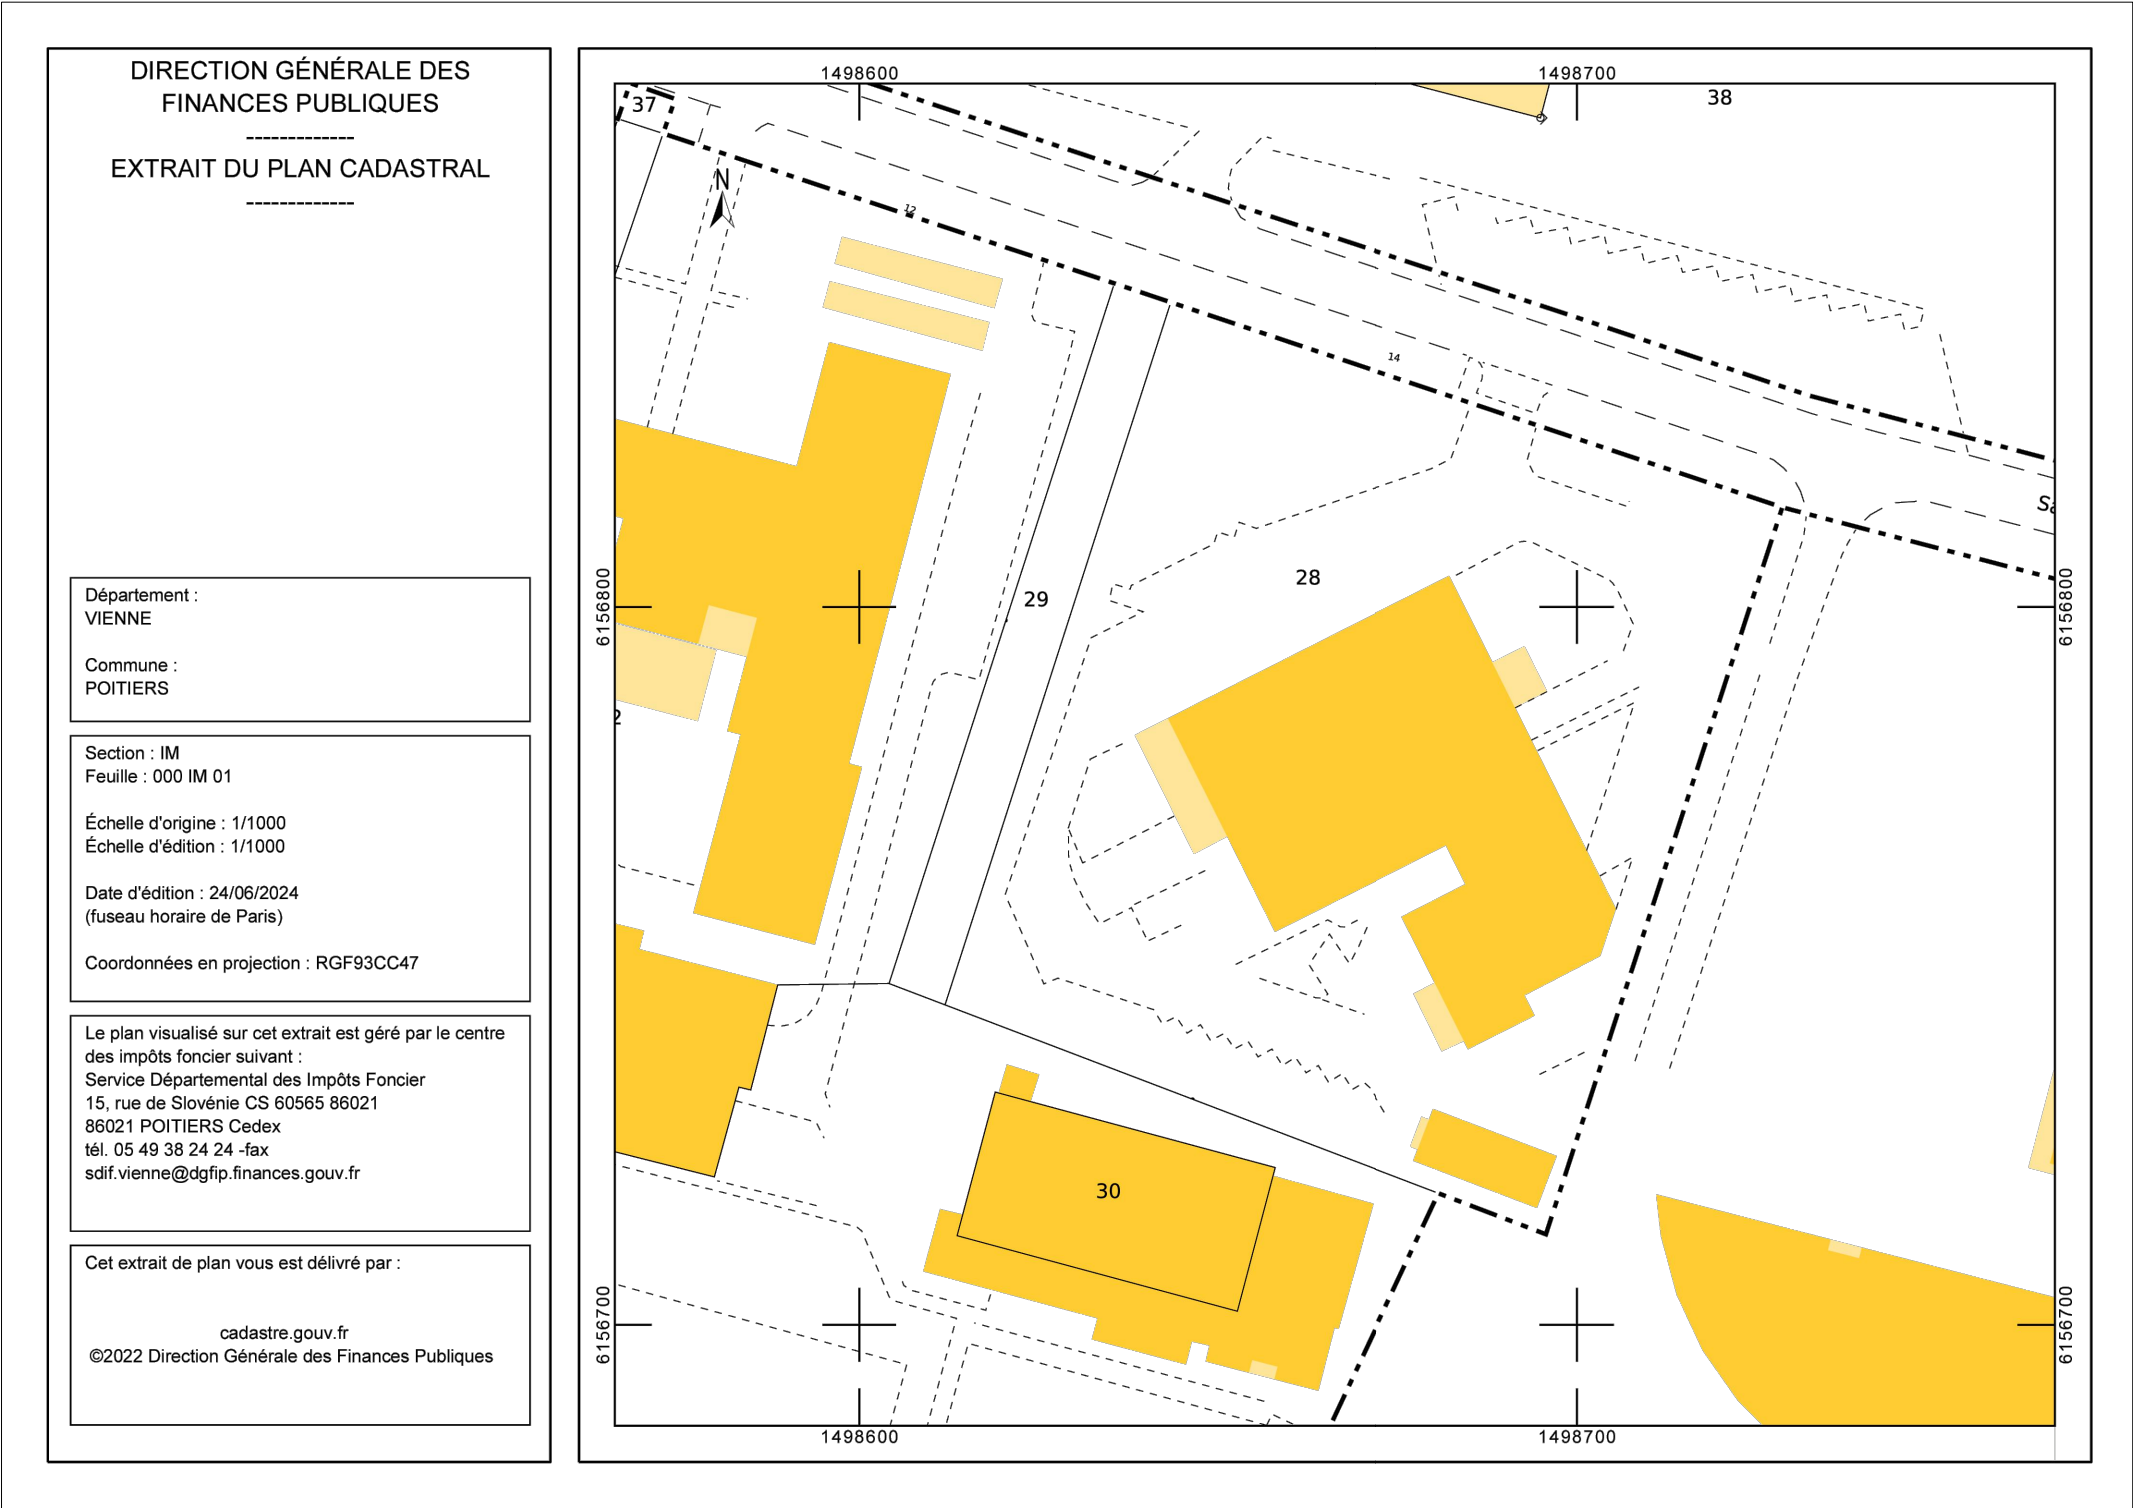 DIRECTION GÉNÉRALE DES
FINANCES PUBLIQUES
-------------
EXTRAIT DU PLAN CADASTRAL
-------------
Département :
VIENNE
Commune :
POITIERS
Section : IM
Feuille : 000 IM 01
Échelle d'origine : 1/1000
Échelle d'édition : 1/1000
Date d'édition : 24/06/2024
(fuseau horaire de Paris)
Coordonnées en projection : RGF93CC47
Le plan visualisé sur cet extrait est géré par le centre
des impôts foncier suivant :
Service Départemental des Impôts Foncier
15, rue de Slovénie CS 60565 86021
86021 POITIERS Cedex
tél. 05 49 38 24 24 -fax
sdif.vienne@dgfip.finances.gouv.fr
Cet extrait de plan vous est délivré par :
cadastre.gouv.fr
©2022 Direction Générale des Finances Publiques
1498600
1498700
37
38
N
12
14
Sa
28
29
6156800
6156800
2
30
6156700
6156700
1498600
1498700